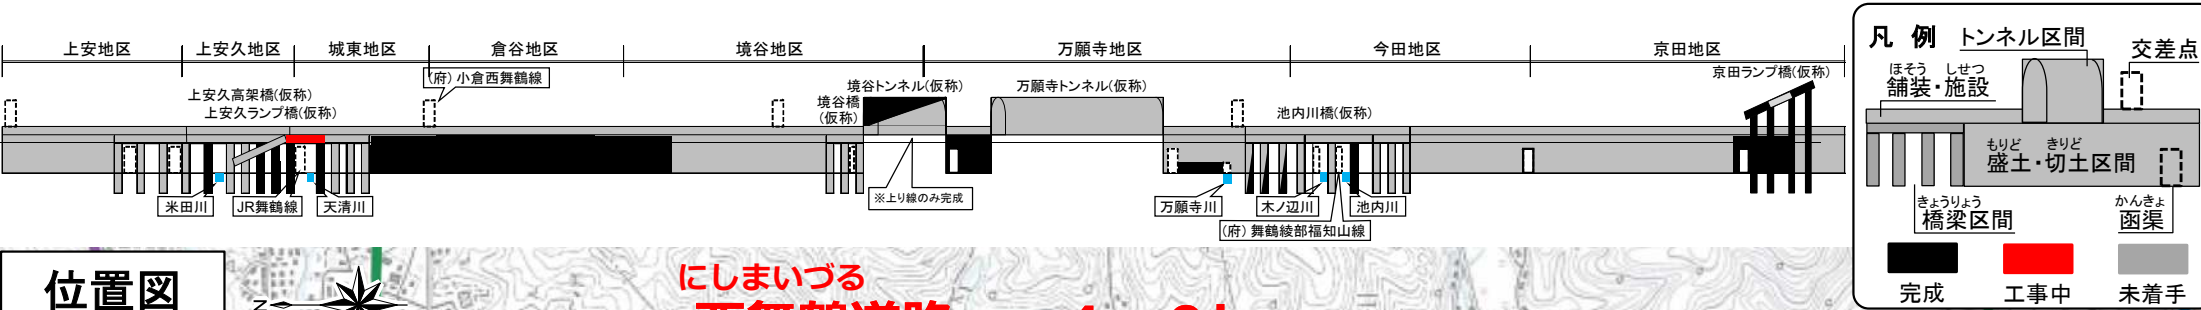 上安地区
上安久地区
城東地区
倉谷地区
境谷地区
万願寺地区
今田地区
京田地区
(府) 小倉西舞鶴線
上安久高架橋(仮称)
上安久ランプ橋(仮称)
境谷トンネル(仮称)
境谷橋
(仮称)
万願寺トンネル(仮称)
池内川橋(仮称)
京田ランプ橋(仮称)
米田川
JR舞鶴線
天清川
※上り線のみ完成
万願寺川
木ノ辺川
池内川
(府) 舞鶴綾部福知山線
凡 例
トンネル区間
交差点
ほそう しせつ
舗装・施設
もりど きりど
盛土・切土区間
きょうりょう
橋梁区間
かんきょ
函渠
完成
工事中
未着手
位置図
N
にしまいづる
西舞鶴道路